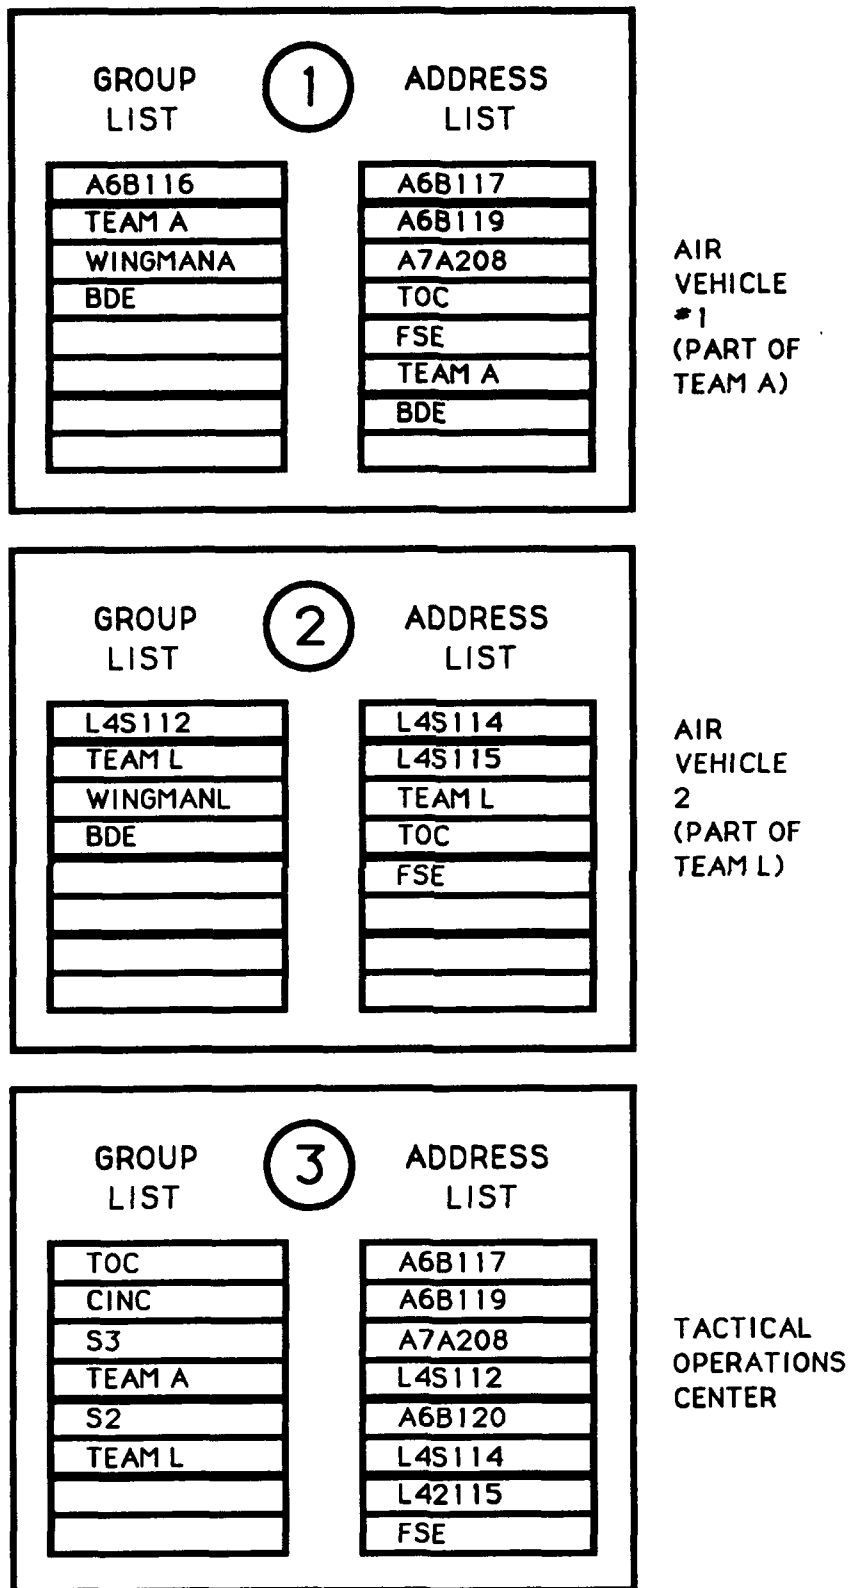 GROUP LIST
1
ADDRESS LIST
A6B116
TEAM A
WINGMANA
BDE
A6B117
A6B119
A7A208
TOC
FSE
TEAM A
BDE
AIR
VEHICLE
#1
(PART OF
TEAM A)
GROUP LIST
2
ADDRESS LIST
L4S112
TEAM L
WINGMANL
BDE
L4S114
L4S115
TEAM L
TOC
FSE
AIR
VEHICLE
2
(PART OF
TEAM L)
GROUP LIST
3
ADDRESS LIST
TOC
CINC
S3
TEAM A
S2
TEAM L
A6B117
A6B119
A7A208
L4S112
A6B120
L4S114
L42115
FSE
TACTICAL
OPERATIONS
CENTER